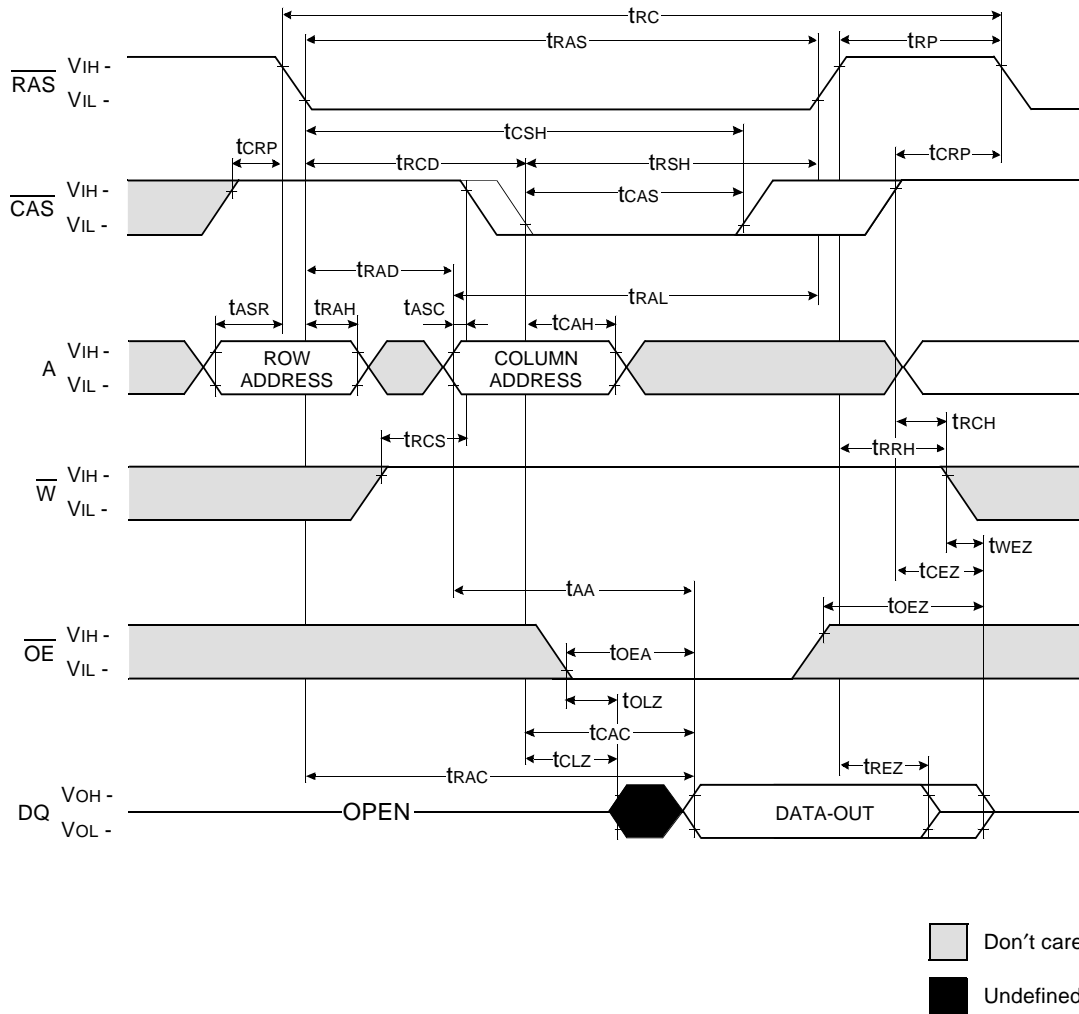 tRC
tRAS
tRP
RAS
VIH -
VIL -
tCSH
tCRP
tRCD
tRSH
tCRP
CAS
VIH -
VIL -
tCAS
tRAD
tRAL
tASR
tRAH
tASC
tCAH
A
VIH -
VIL -
ROW
ADDRESS
COLUMN
ADDRESS
tRCH
tRCS
tRRH
W
VIH -
VIL -
tWEZ
tCEZ
tAA
tOEZ
OE
VIH -
VIL -
tOEA
tOLZ
tCAC
tCLZ
tREZ
tRAC
DQ
VOH -
VOL -
OPEN
DATA-OUT
Don′t care
Undefined